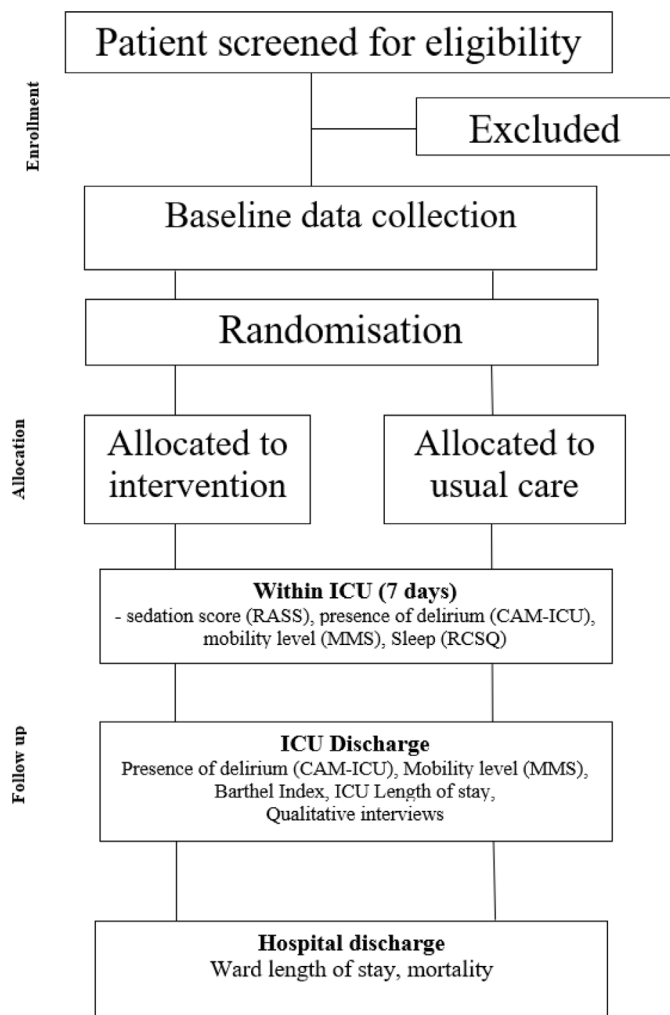 Patient screened for eligibility
Enrollment
Excluded
Baseline data collection
Randomisation
Allocation
Allocated to
intervention
Allocated to
usual care
Within ICU (7 days)
- sedation score (RASS), presence of delirium (CAM-ICU),
mobility level (MMS), Sleep (RCSQ)
Follow up
ICU Discharge
Presence of delirium (CAM-ICU), Mobility level (MMS),
Barthel Index, ICU Length of stay,
Qualitative interviews
Hospital discharge
Ward length of stay, mortality